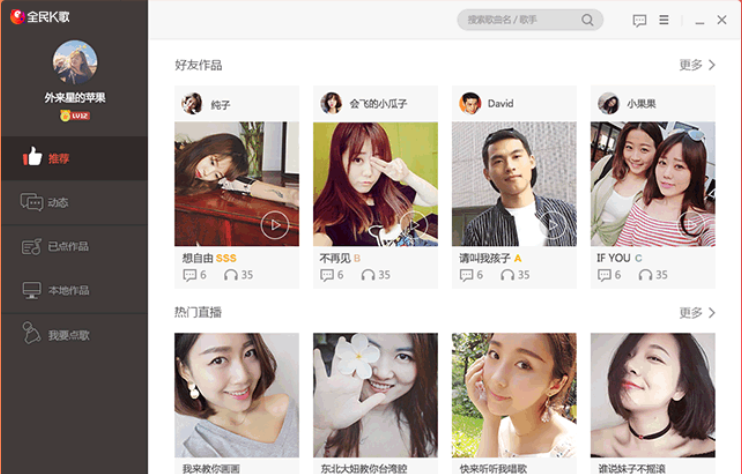 全民K歌
搜索歌曲名 / 歌手
外来星的苹果
LV12
推荐
动态
已点作品
本地作品
我要点歌
好友作品
更多
纯子
会飞的小瓜子
David
小果果
想自由 SSS
不再见 B
请叫我孩子 A
IF YOU C
6 35
6 35
6 35
6 35
热门直播
更多
我来教你画画
东北大妞教你台湾腔
快来听听我唱歌
谁说妹子不摇滚